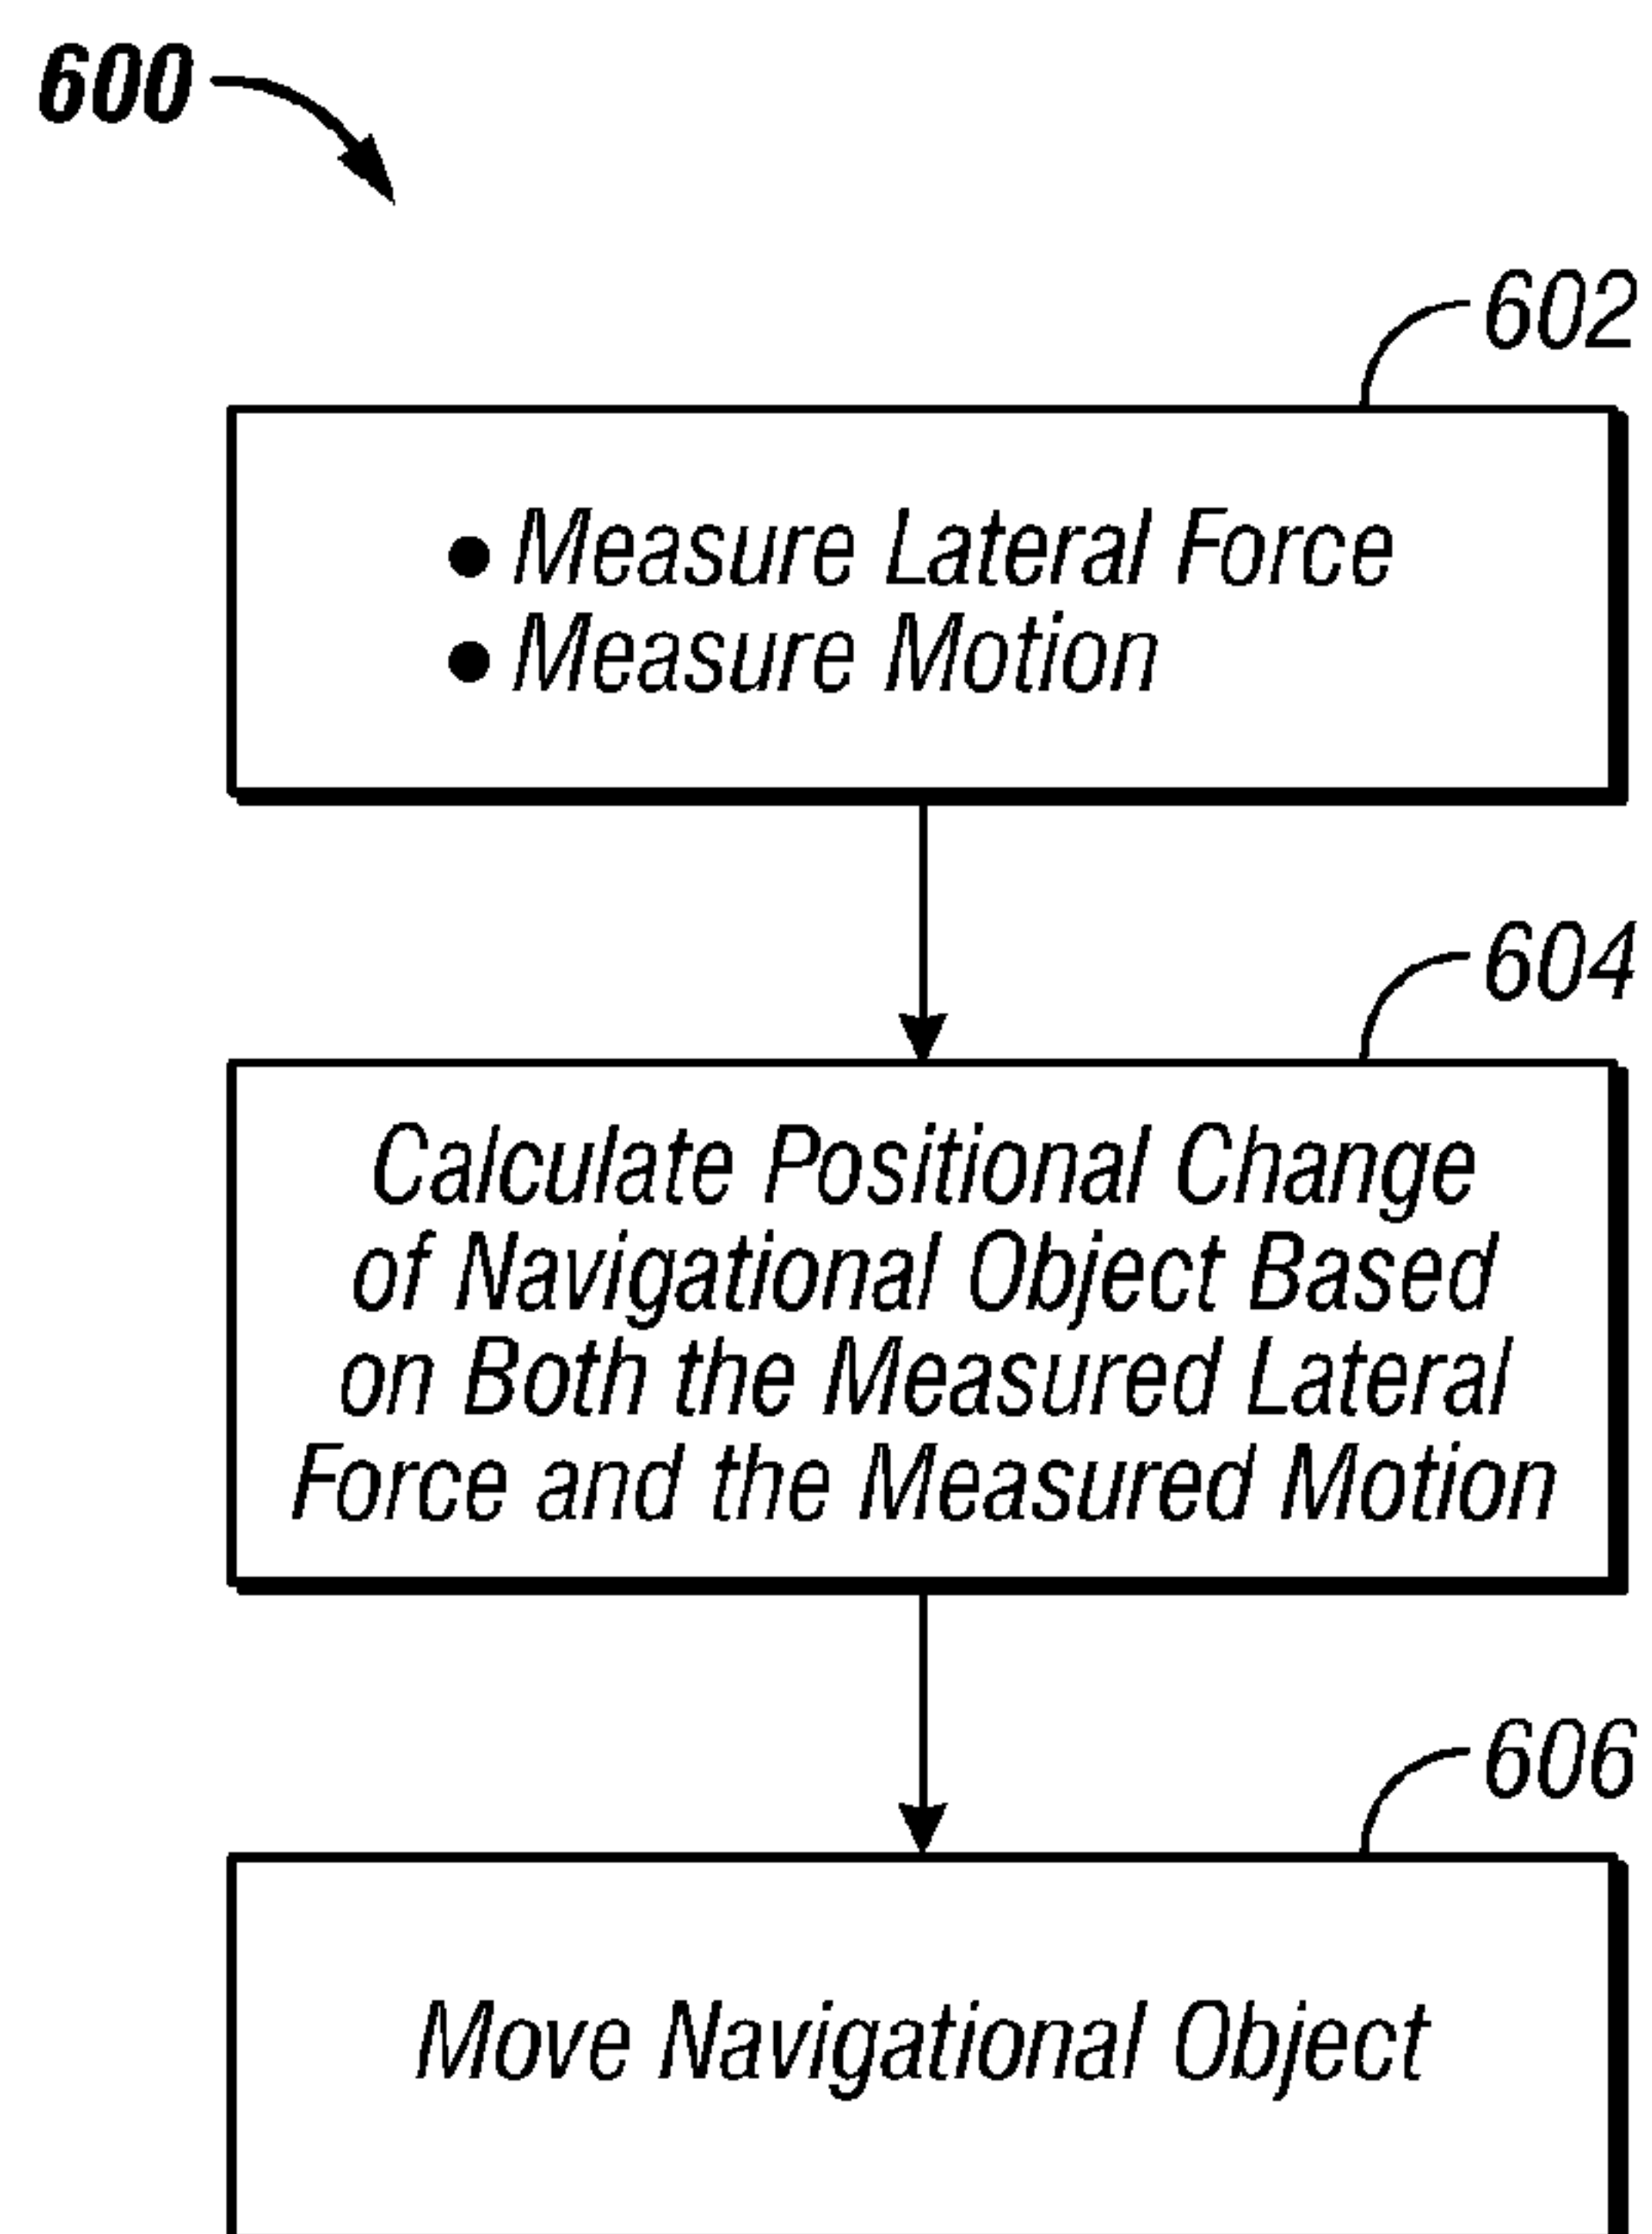 600
602
• Measure Lateral Force
• Measure Motion
604
Calculate Positional Change
of Navigational Object Based
on Both the Measured Lateral
Force and the Measured Motion
606
Move Navigational Object